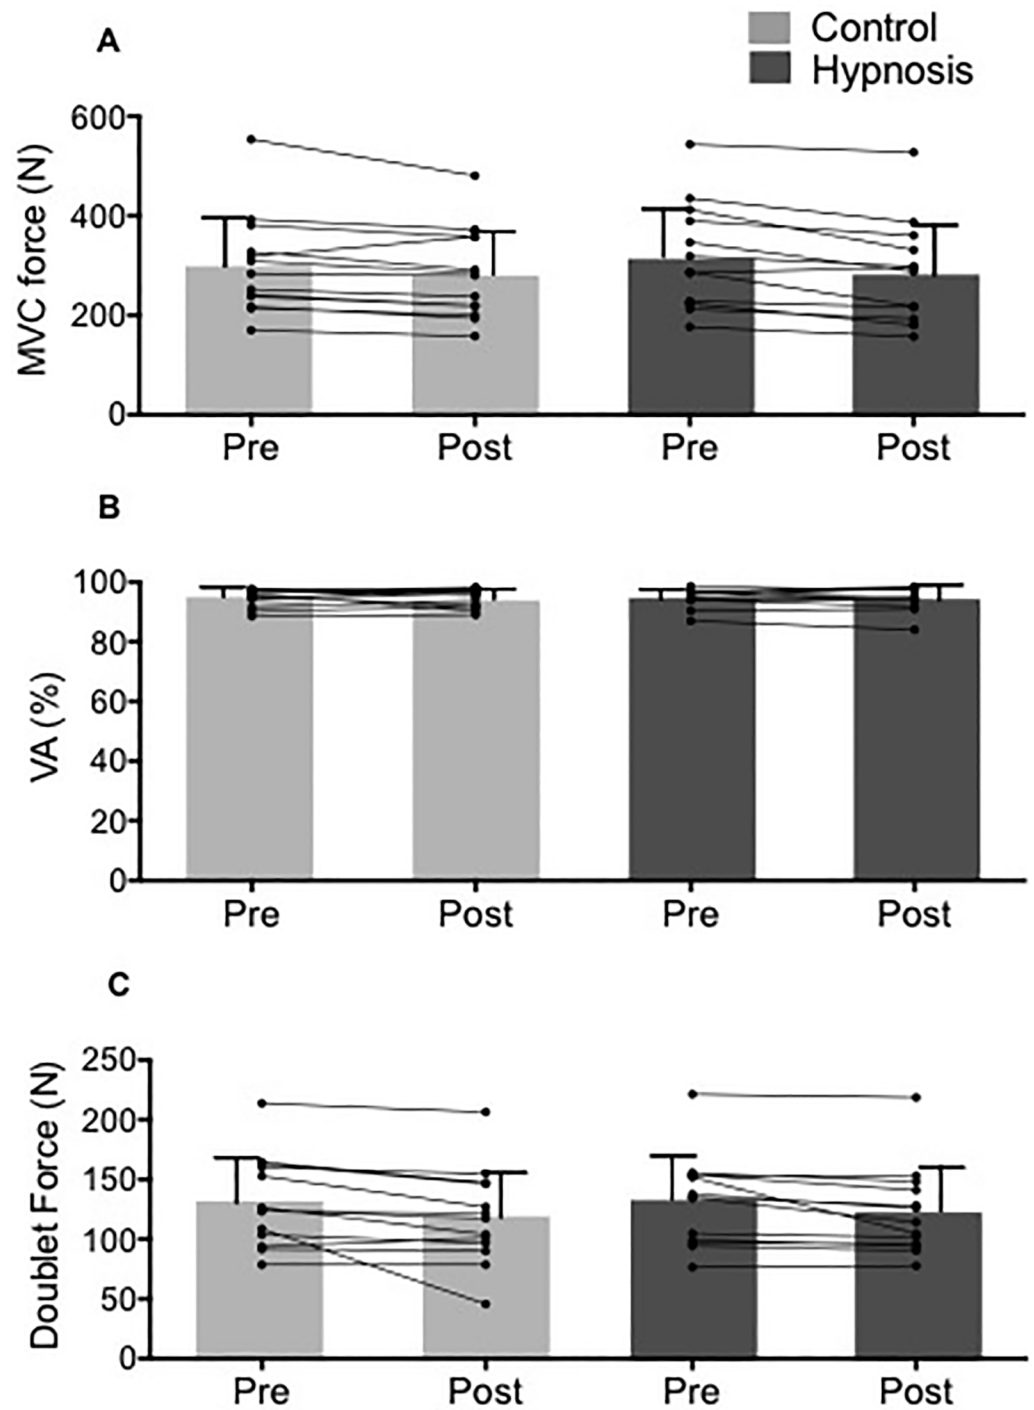 A
Control
Hypnosis
MVC force (N)
600
400
200
0
Pre Post Pre Post
B
VA (%)
100
80
60
40
20
0
Pre Post Pre Post
C
Doublet Force (N)
250
200
150
100
50
0
Pre Post Pre Post